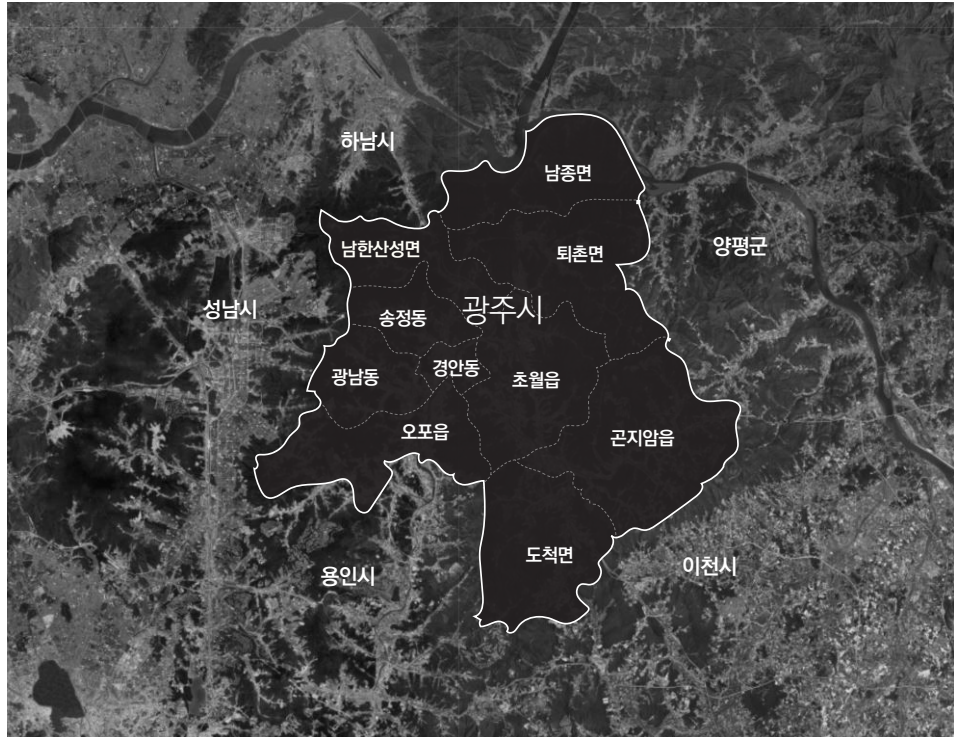 하남시
남종면
남한산성면
퇴촌면
양평군
성남시
송정동
광주시
광남동
경안동
초월읍
오포읍
곤지암읍
도척면
용인시
이천시